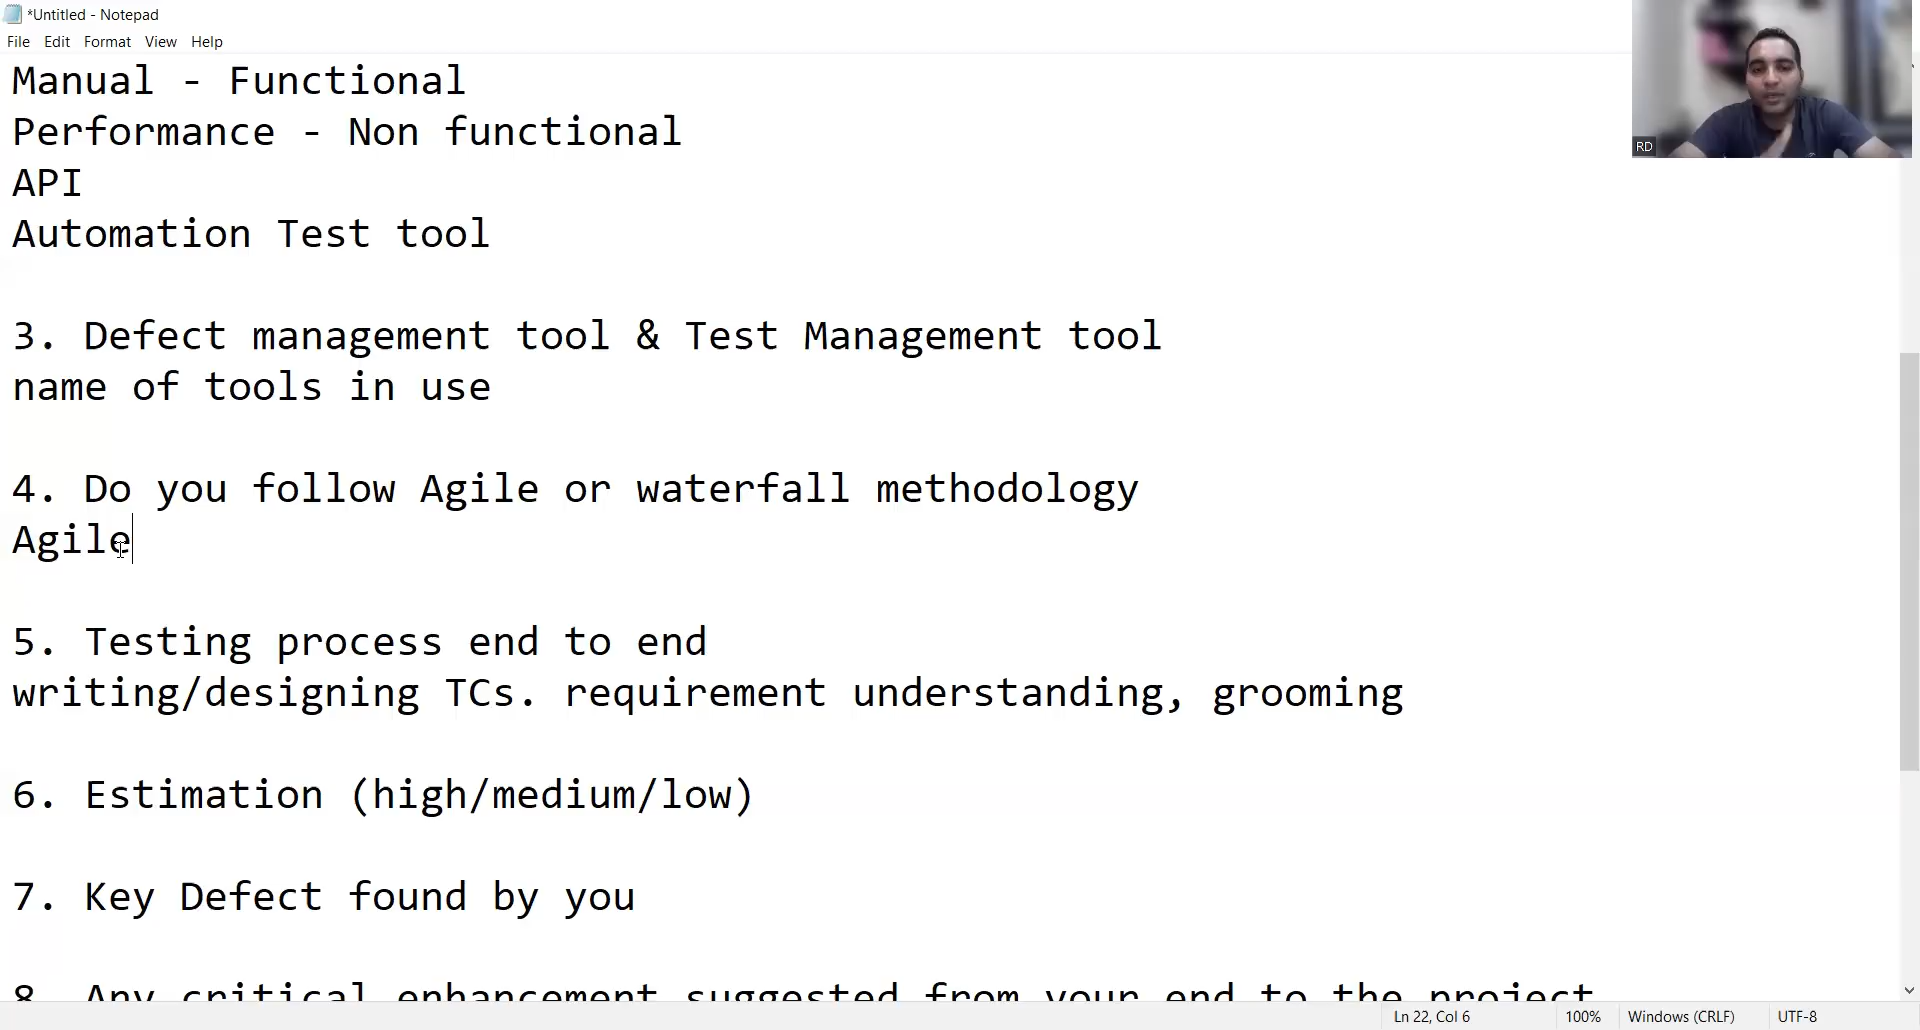 *Untitled - Notepad
File Edit Format View Help
RD
Manual - Functional
Performance - Non functional
API
Automation Test tool
3. Defect management tool & Test Management tool
name of tools in use
4. Do you follow Agile or waterfall methodology
Agile
5. Testing process end to end
writing/designing TCs. requirement understanding, grooming
6. Estimation (high/medium/low)
7. Key Defect found by you
8. Any critical enhancement suggested from your end to the project
Ln 22, Col 6 100% Windows (CRLF) UTF-8